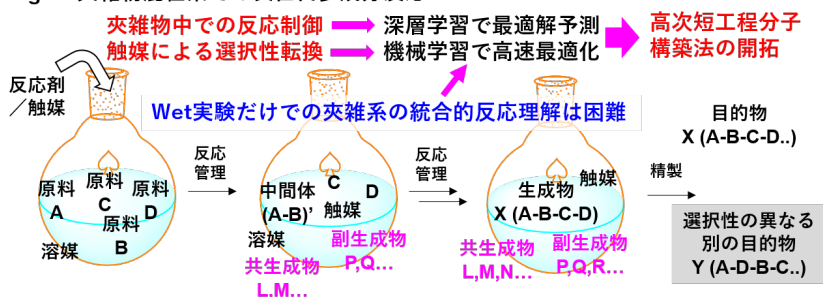 夾雑物中での反応制御
深層学習で最適解予測
触媒による選択性転換
機械学習で高速最適化
高次短工程分子
構築法の開拓
反応剤
／触媒
Wet実験だけでの夾雑系の統合的反応理解は困難
原料
A
原料
C
原料
D
原料
B
溶媒
反応
管理
中間体
(A-B)’
C
D
触媒
溶媒
共生成物
L.M…
副生成物
P,Q…
反応
管理
触媒
生成物
X (A-B-C-D)
共生成物
L,M,N…
副生成物
P,Q,R…
精製
目的物
X (A-B-C-D..)
選択性の異なる
別の目的物
Y (A-D-B-C..)